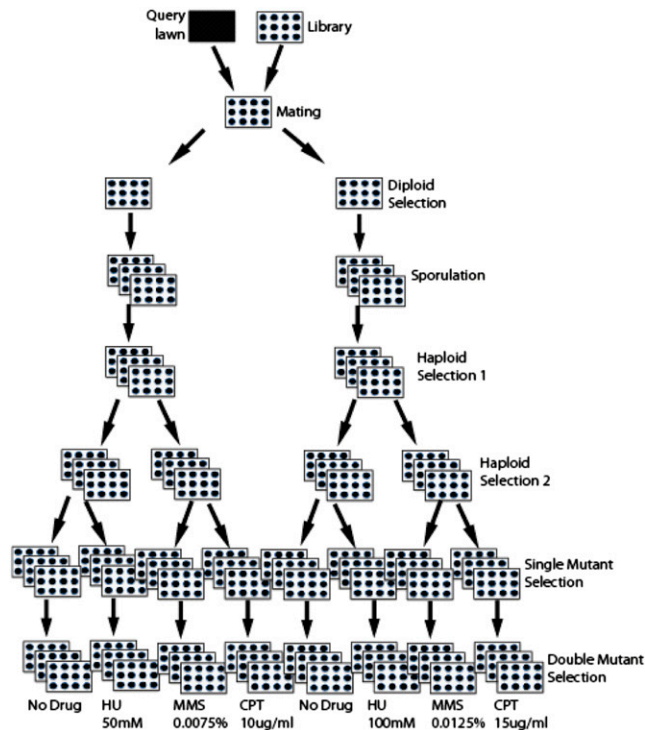 Query
lawn
Library
Mating
Diploid
Selection
Sporulation
Haploid
Selection 1
Haploid
Selection 2
Single Mutant
Selection
Double Mutant
Selection
No Drug HU MMS CPT No Drug HU MMS CPT
50mM 0.0075% 10ug/ml 100mM 0.0125% 15ug/ml